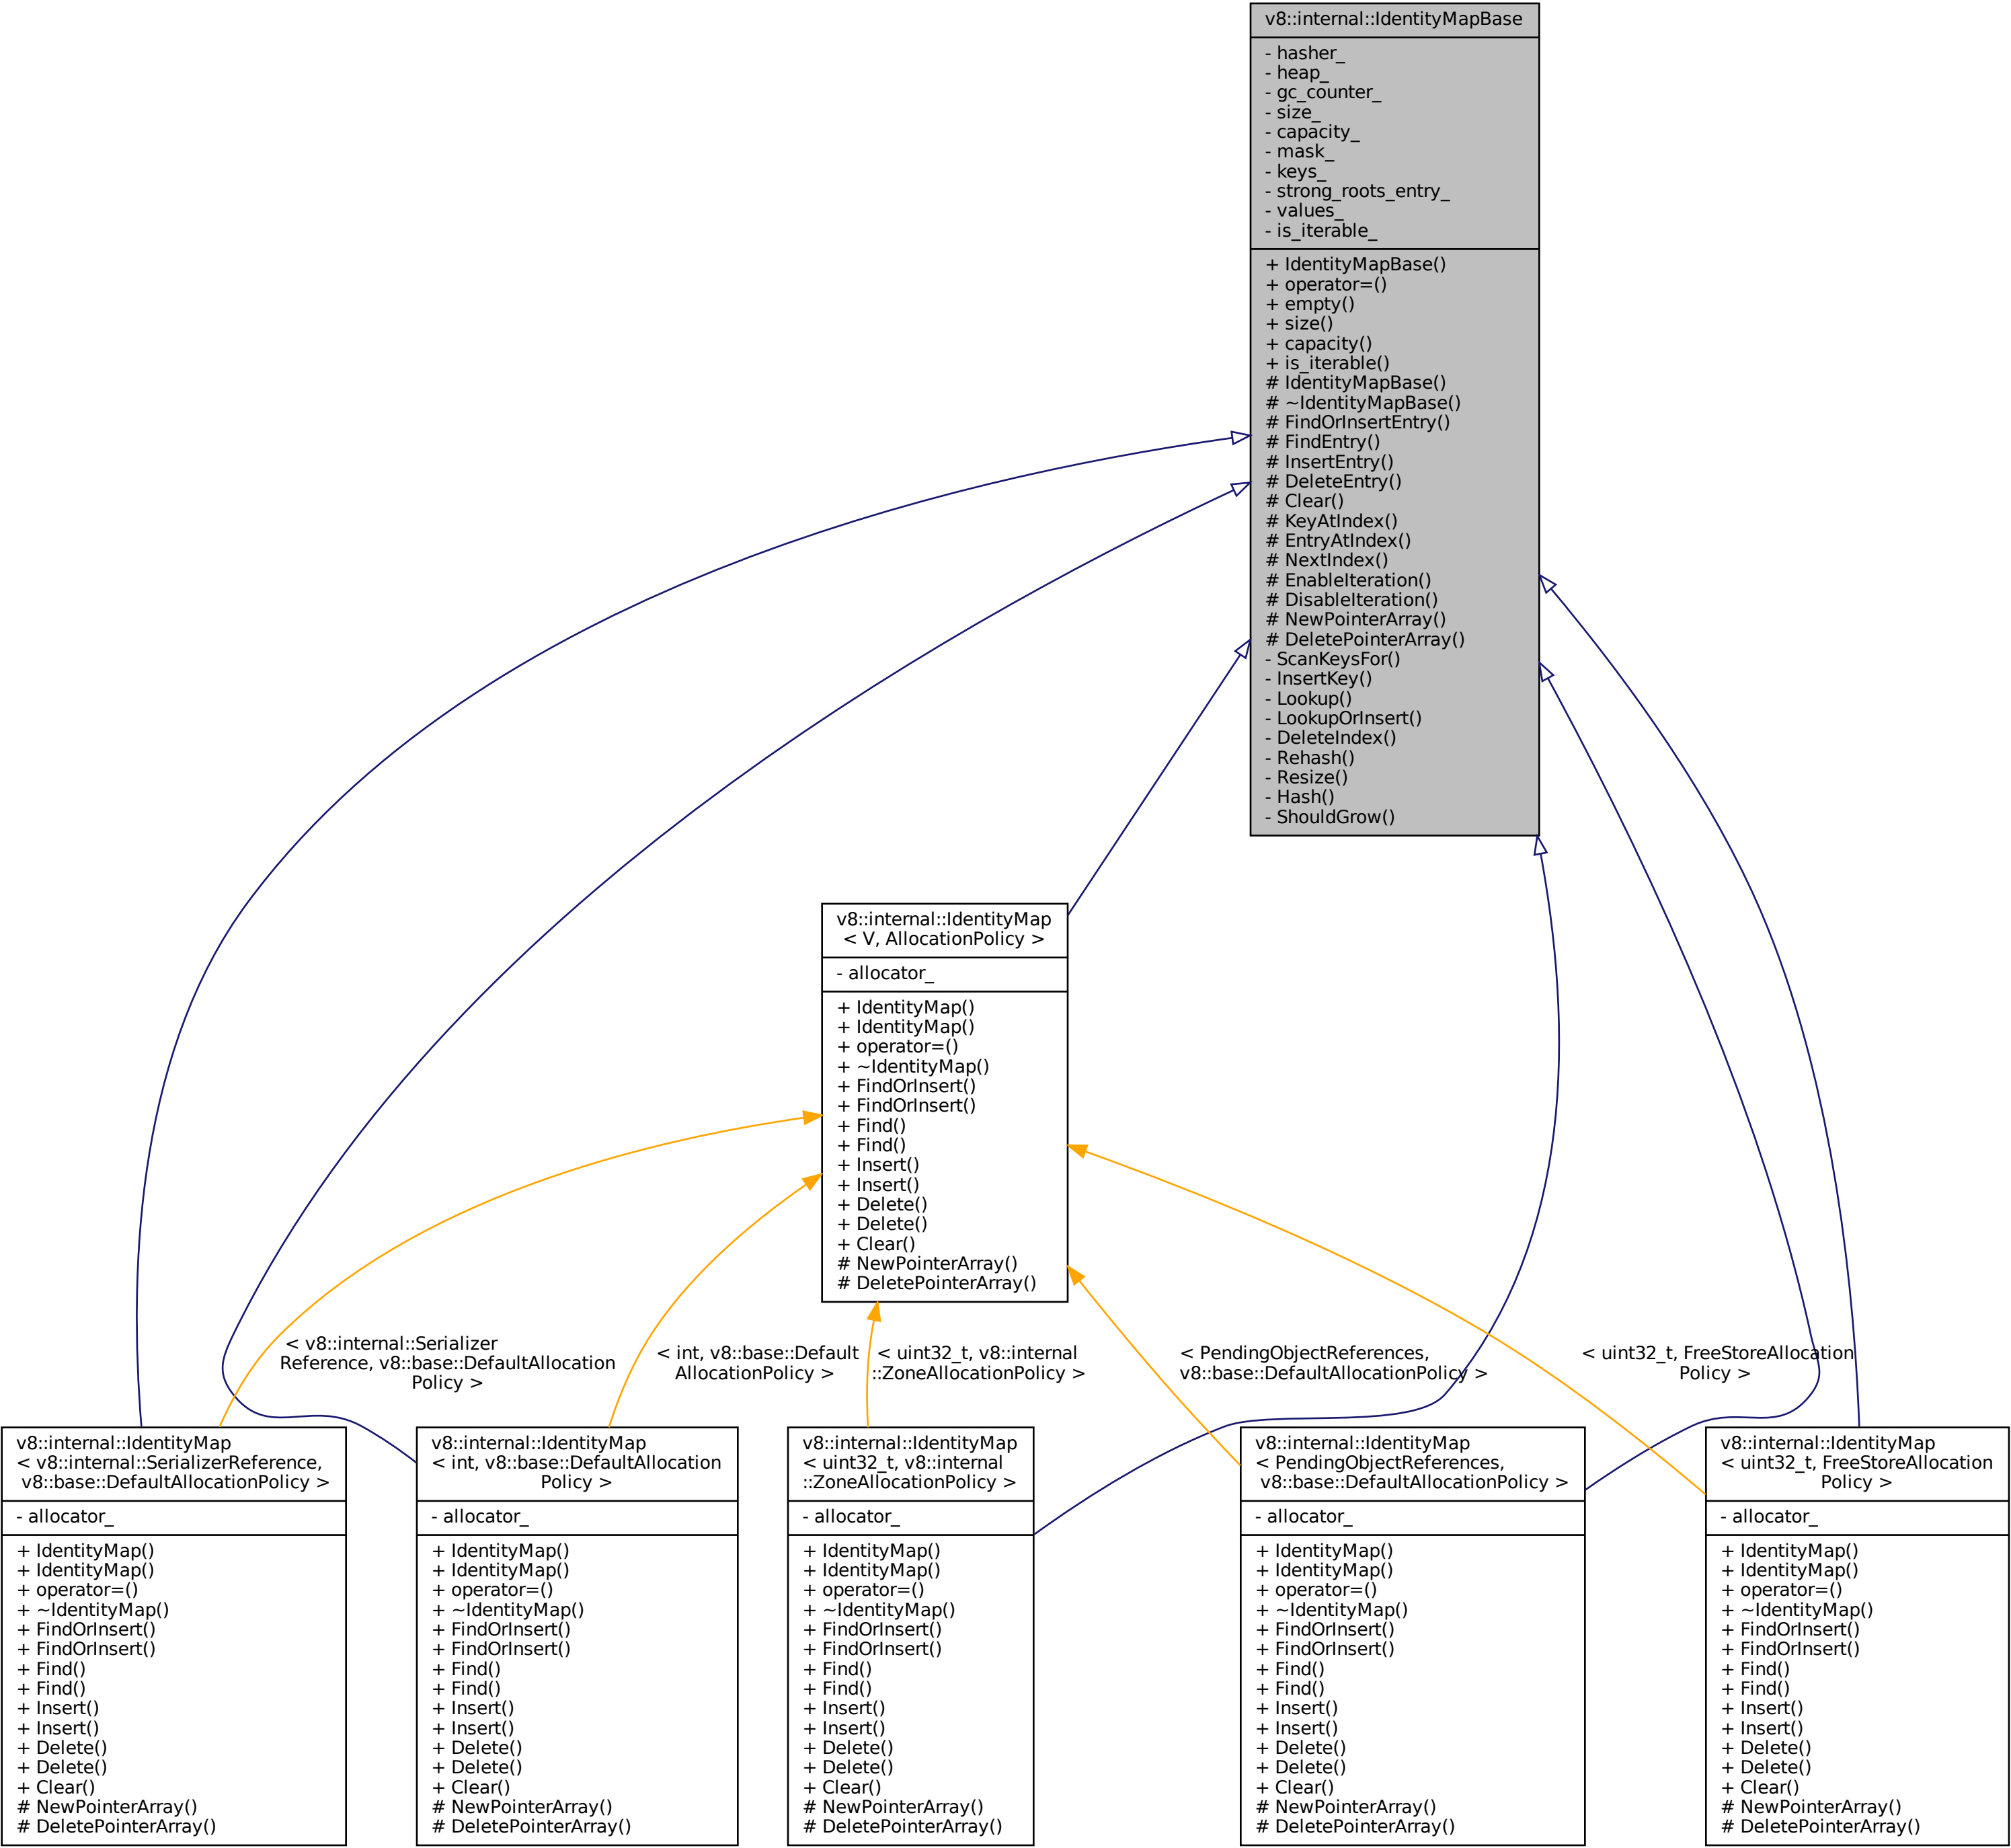 v8::internal::IdentityMapBase
- hasher_
- heap_
- gc_counter_
- size_
- capacity_
- mask_
- keys_
- strong_roots_entry_
- values_
- is_iterable_
+ IdentityMapBase()
+ operator=()
+ empty()
+ size()
+ capacity()
+ is_iterable()
# IdentityMapBase()
# ~IdentityMapBase()
# FindOrInsertEntry()
# FindEntry()
# InsertEntry()
# DeleteEntry()
# Clear()
# KeyAtIndex()
# EntryAtIndex()
# NextIndex()
# EnableIteration()
# DisableIteration()
# NewPointerArray()
# DeletePointerArray()
- ScanKeysFor()
- InsertKey()
- Lookup()
- LookupOrInsert()
- DeleteIndex()
- Rehash()
- Resize()
- Hash()
- ShouldGrow()
v8::internal::IdentityMap
< V, AllocationPolicy >
- allocator_
+ IdentityMap()
+ IdentityMap()
+ operator=()
+ ~IdentityMap()
+ FindOrInsert()
+ FindOrInsert()
+ Find()
+ Find()
+ Insert()
+ Insert()
+ Delete()
+ Delete()
+ Clear()
# NewPointerArray()
# DeletePointerArray()
< v8::internal::Serializer
Reference, v8::base::DefaultAllocation
Policy >
< int, v8::base::Default
AllocationPolicy >
< uint32_t, v8::internal
::ZoneAllocationPolicy >
< PendingObjectReferences,
v8::base::DefaultAllocationPolicy >
< uint32_t, FreeStoreAllocation
Policy >
v8::internal::IdentityMap
< v8::internal::SerializerReference,
v8::base::DefaultAllocationPolicy >
- allocator_
+ IdentityMap()
+ IdentityMap()
+ operator=()
+ ~IdentityMap()
+ FindOrInsert()
+ FindOrInsert()
+ Find()
+ Find()
+ Insert()
+ Insert()
+ Delete()
+ Delete()
+ Clear()
# NewPointerArray()
# DeletePointerArray()
v8::internal::IdentityMap
< int, v8::base::DefaultAllocation
Policy >
- allocator_
+ IdentityMap()
+ IdentityMap()
+ operator=()
+ ~IdentityMap()
+ FindOrInsert()
+ FindOrInsert()
+ Find()
+ Find()
+ Insert()
+ Insert()
+ Delete()
+ Delete()
+ Clear()
# NewPointerArray()
# DeletePointerArray()
v8::internal::IdentityMap
< uint32_t, v8::internal
::ZoneAllocationPolicy >
- allocator_
+ IdentityMap()
+ IdentityMap()
+ operator=()
+ ~IdentityMap()
+ FindOrInsert()
+ FindOrInsert()
+ Find()
+ Find()
+ Insert()
+ Insert()
+ Delete()
+ Delete()
+ Clear()
# NewPointerArray()
# DeletePointerArray()
v8::internal::IdentityMap
< PendingObjectReferences,
v8::base::DefaultAllocationPolicy >
- allocator_
+ IdentityMap()
+ IdentityMap()
+ operator=()
+ ~IdentityMap()
+ FindOrInsert()
+ FindOrInsert()
+ Find()
+ Find()
+ Insert()
+ Insert()
+ Delete()
+ Delete()
+ Clear()
# NewPointerArray()
# DeletePointerArray()
v8::internal::IdentityMap
< uint32_t, FreeStoreAllocation
Policy >
- allocator_
+ IdentityMap()
+ IdentityMap()
+ operator=()
+ ~IdentityMap()
+ FindOrInsert()
+ FindOrInsert()
+ Find()
+ Find()
+ Insert()
+ Insert()
+ Delete()
+ Delete()
+ Clear()
# NewPointerArray()
# DeletePointerArray()